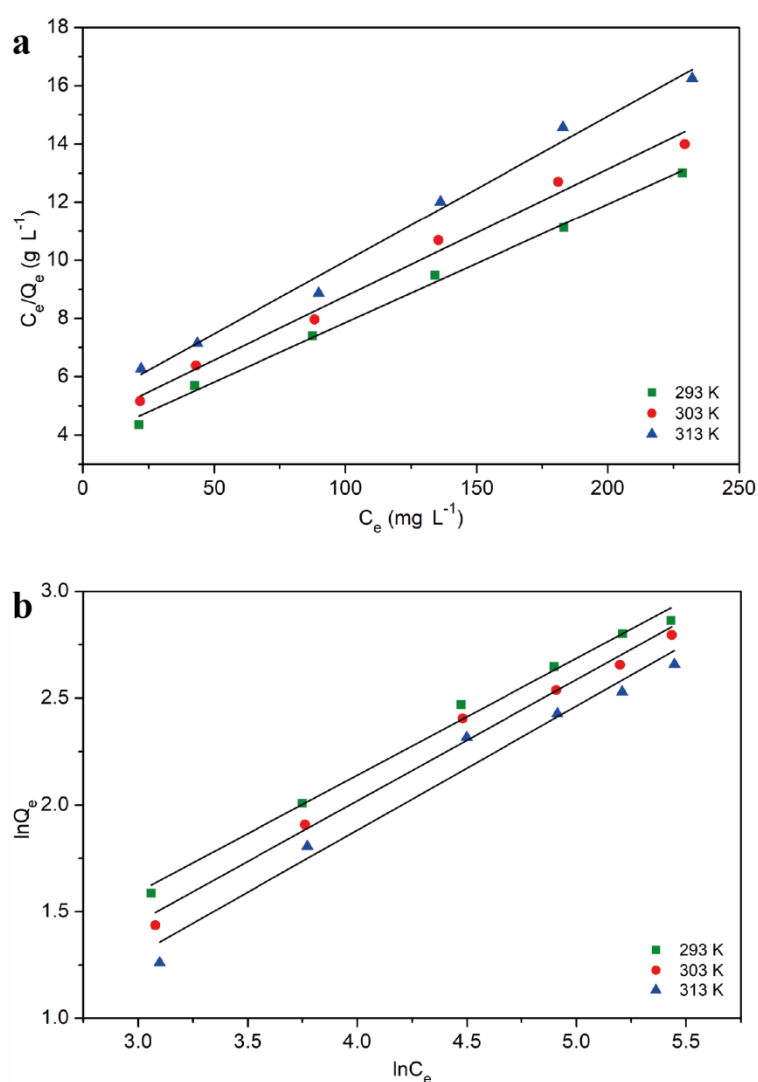 a
18
16
14
12
10
8
6
4
Cₑ/Qₑ (g L⁻¹)
293 K
303 K
313 K
0 50 100 150 200 250
Cₑ (mg L⁻¹)
b
3.0
2.5
2.0
1.5
1.0
lnQₑ
293 K
303 K
313 K
3.0 3.5 4.0 4.5 5.0 5.5
lnCₑ